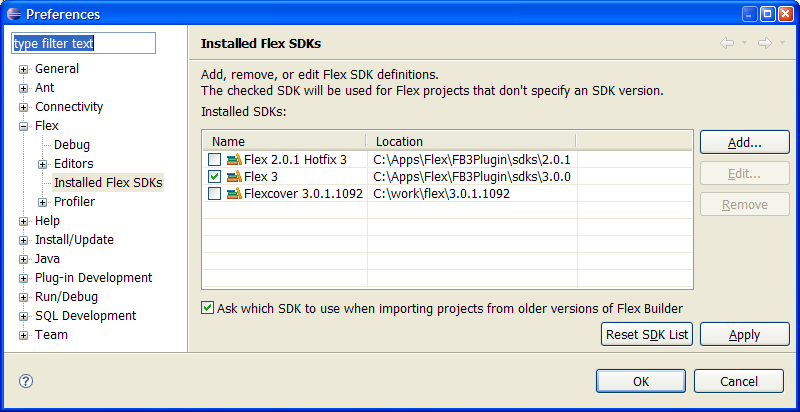 Preferences
type filter text
General
Ant
Connectivity
Flex
Debug
Editors
Installed Flex SDKs
Profiler
Help
Install/Update
Java
Plug-in Development
Run/Debug
SQL Development
Team
Installed Flex SDKs
Add, remove, or edit Flex SDK definitions.
The checked SDK will be used for Flex projects that don't specify an SDK version.
Installed SDKs:
Name Location
Flex 2.0.1 Hotfix 3 C:\Apps\Flex\FB3Plugin\sdks\2.0.1
Flex 3 C:\Apps\Flex\FB3Plugin\sdks\3.0.0
Flexcover 3.0.1.1092 C:\work\flex\3.0.1.1092
Add...
Edit...
Remove
Ask which SDK to use when importing projects from older versions of Flex Builder
Reset SDK List Apply
? OK Cancel